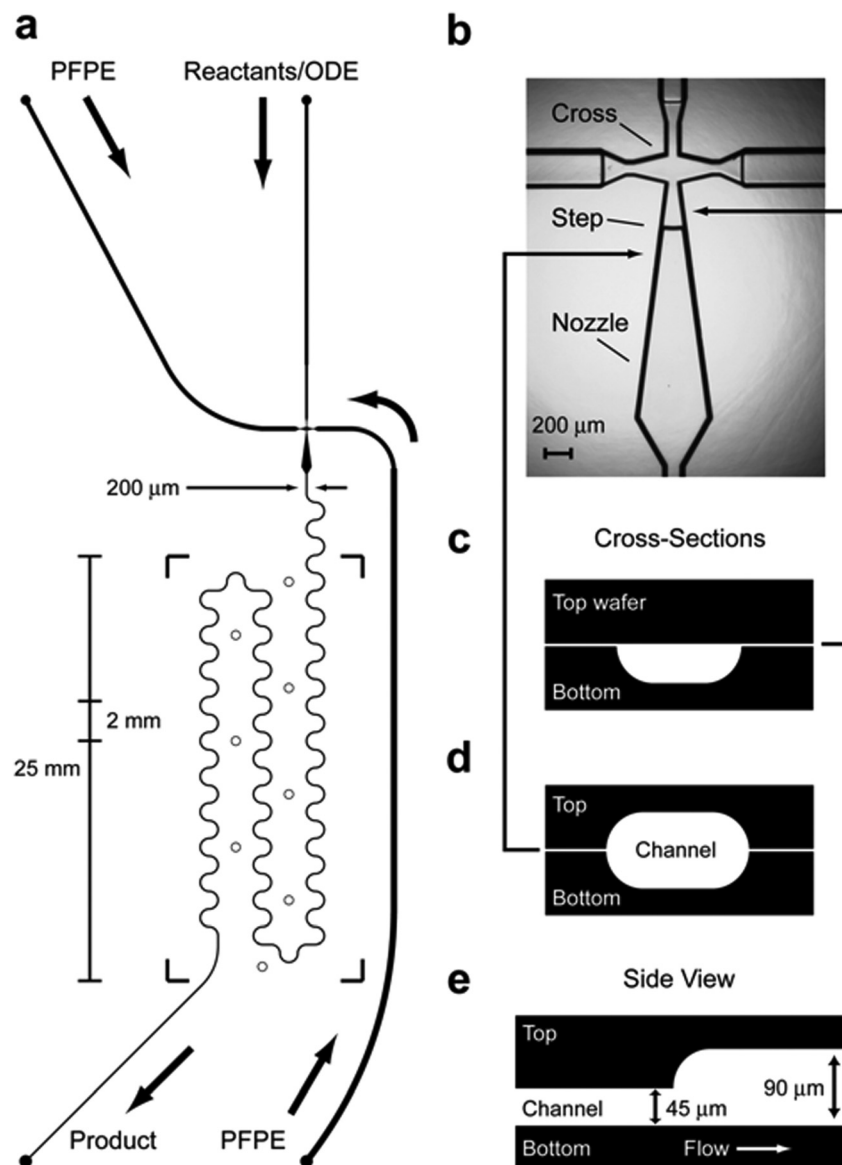 a
PFPE
Reactants/ODE
200 μm
2 mm
25 mm
Product
PFPE
b
Cross
Step
Nozzle
200 μm
c
Cross-Sections
Top wafer
Bottom
d
Top
Channel
Bottom
e
Side View
Top
90 μm
Channel
45 μm
Bottom
Flow